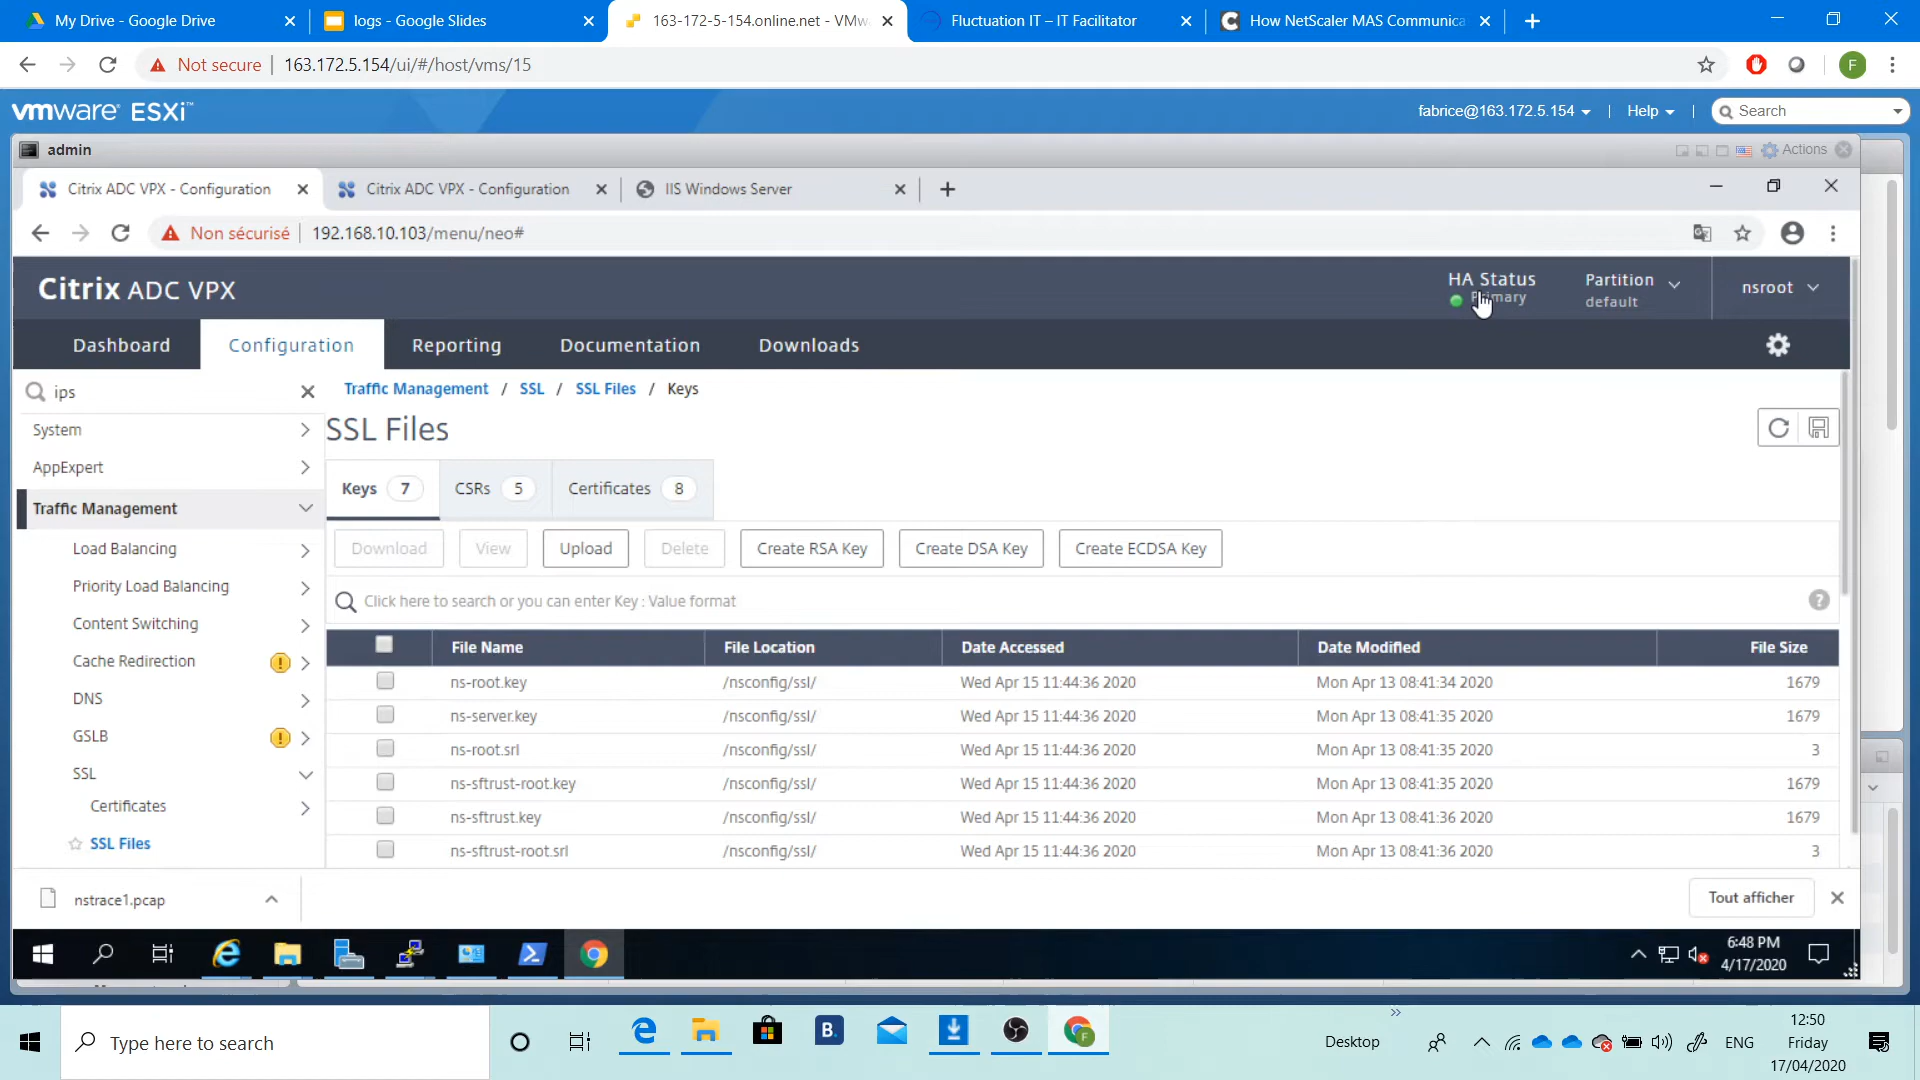 My Drive - Google Drive
logs - Google Slides
163-172-5-154.online.net - VMw
Fluctuation IT – IT Facilitator
How NetScaler MAS Communica
Not secure
163.172.5.154/ui/#/host/vms/15
F
vmware ESXi™
fabrice@163.172.5.154
Help
Search
admin
Actions
Citrix ADC VPX - Configuration
Citrix ADC VPX - Configuration
IIS Windows Server
Non sécurisé
192.168.10.103/menu/neo#
Citrix ADC VPX
HA Status
Primary
Partition
default
nsroot
Dashboard
Configuration
Reporting
Documentation
Downloads
ips
Traffic Management / SSL / SSL Files / Keys
System
AppExpert
Traffic Management
Load Balancing
Priority Load Balancing
Content Switching
Cache Redirection
DNS
GSLB
SSL
Certificates
SSL Files
SSL Files
Keys 7
CSRs 5
Certificates 8
Download
View
Upload
Delete
Create RSA Key
Create DSA Key
Create ECDSA Key
Click here to search or you can enter Key : Value format
?
File Name File Location Date Accessed Date Modified File Size
ns-root.key /nsconfig/ssl/ Wed Apr 15 11:44:36 2020 Mon Apr 13 08:41:34 2020 1679
ns-server.key /nsconfig/ssl/ Wed Apr 15 11:44:36 2020 Mon Apr 13 08:41:35 2020 1679
ns-root.srl /nsconfig/ssl/ Wed Apr 15 11:44:36 2020 Mon Apr 13 08:41:35 2020 3
ns-sftrust-root.key /nsconfig/ssl/ Wed Apr 15 11:44:36 2020 Mon Apr 13 08:41:35 2020 1679
ns-sftrust.key /nsconfig/ssl/ Wed Apr 15 11:44:36 2020 Mon Apr 13 08:41:36 2020 1679
ns-sftrust-root.srl /nsconfig/ssl/ Wed Apr 15 11:44:36 2020 Mon Apr 13 08:41:36 2020 3
nstrace1.pcap
Tout afficher
6:48 PM
4/17/2020
Type here to search
B.
F
Desktop
ENG
12:50
Friday
17/04/2020